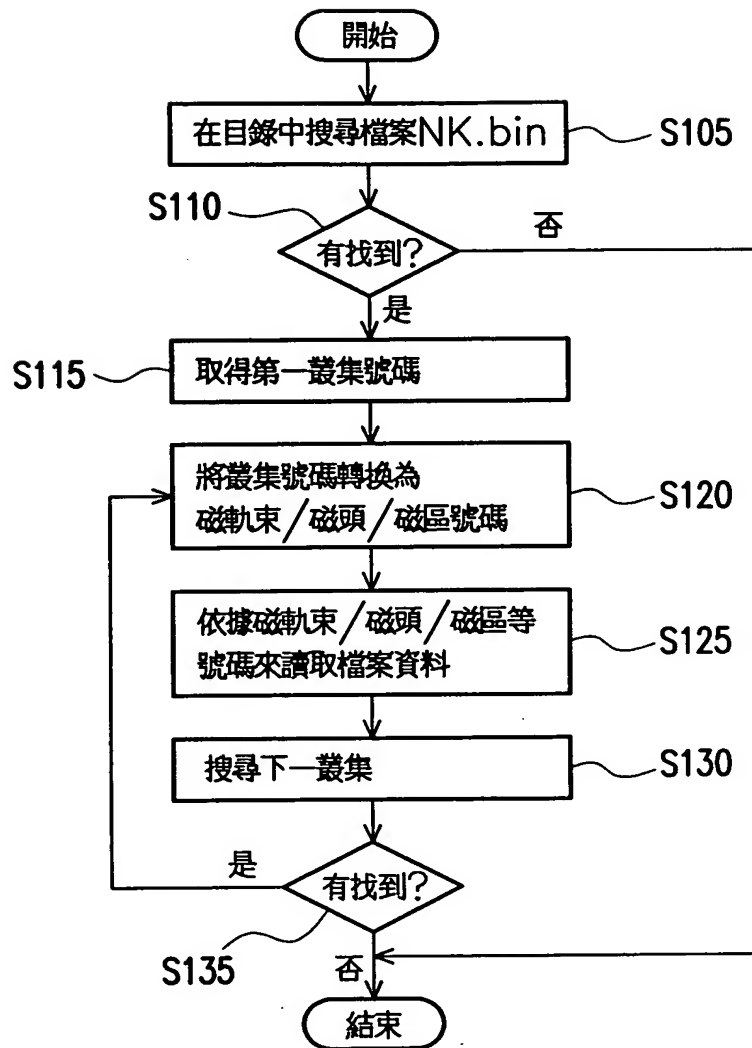 開始
在目錄中搜尋檔案NK.bin
S105
S110
有找到?
否
是
S115
取得第一叢集號碼
將叢集號碼轉換為
磁軌束/磁頭/磁區號碼
S120
依據磁軌束/磁頭/磁區等
號碼來讀取檔案資料
S125
搜尋下一叢集
S130
是
有找到?
S135
否
結束